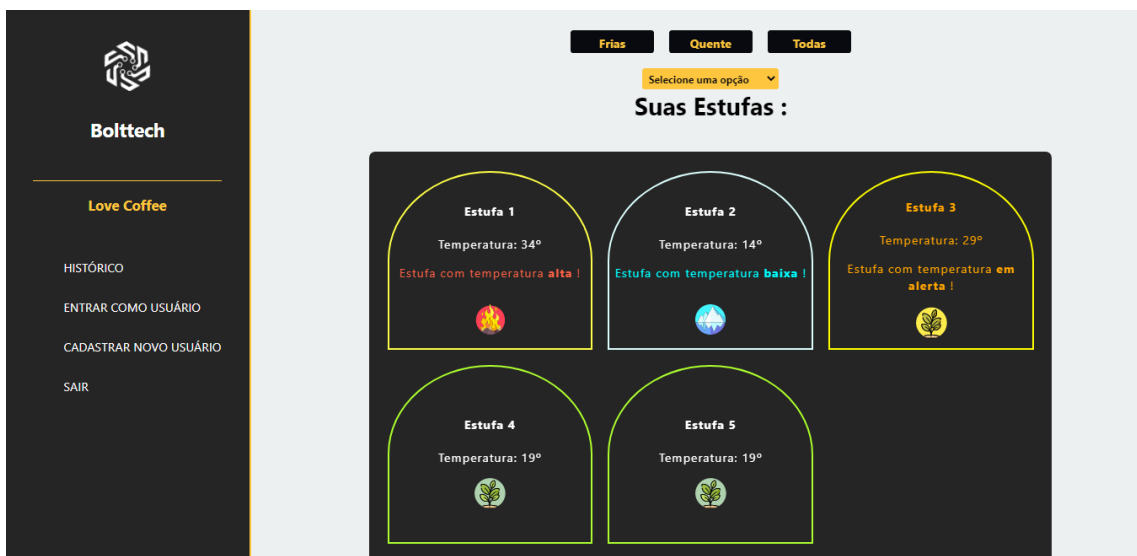 Bolttech
Love Coffee
HISTÓRICO
ENTRAR COMO USUÁRIO
CADASTRAR NOVO USUÁRIO
SAIR
Frias
Quente
Todas
Selecione uma opção
Suas Estufas :
Estufa 1
Temperatura: 34º
Estufa com temperatura alta !
Estufa 2
Temperatura: 14º
Estufa com temperatura baixa !
Estufa 3
Temperatura: 29º
Estufa com temperatura em
alerta !
Estufa 4
Temperatura: 19º
Estufa 5
Temperatura: 19º